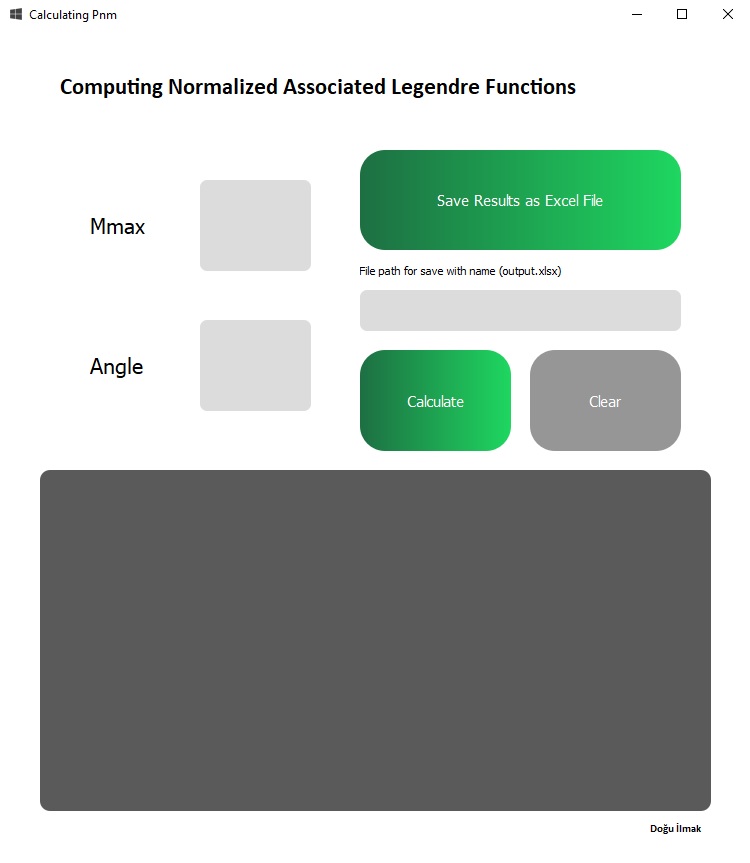 Calculating Pnm
Computing Normalized Associated Legendre Functions
Mmax
Save Results as Excel File
File path for save with name (output.xlsx)
Angle
Calculate
Clear
Doğu İlmak